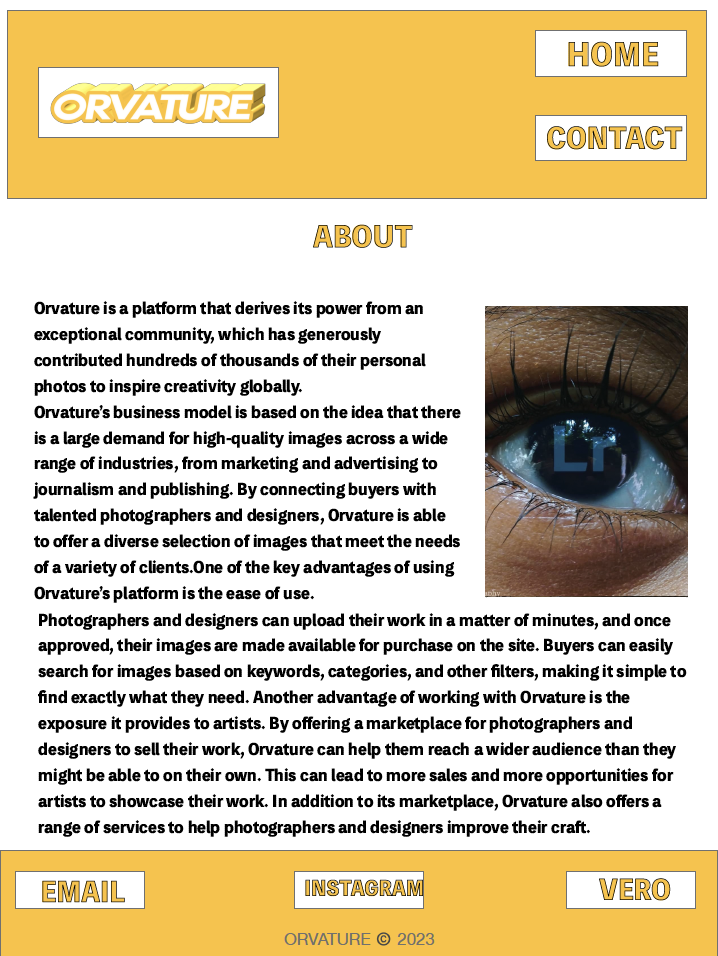 HOME
ORVATURE
CONTACT
ABOUT
Orvature is a platform that derives its power from an
exceptional community, which has generously
contributed hundreds of thousands of their personal
photos to inspire creativity globally.
Orvature's business model is based on the idea that there
is a large demand for high-quality images across a wide
range of industries, from marketing and advertising to
journalism and publishing. By connecting buyers with
talented photographers and designers, Orvature is able
to offer a diverse selection of images that meet the needs
of a variety of clients.One of the key advantages of using
Orvature's platform is the ease of use.
Lr
Photographers and designers can upload their work in a matter of minutes, and once
approved, their images are made available for purchase on the site. Buyers can easily
search for images based on keywords, categories, and other filters, making it simple to
find exactly what they need. Another advantage of working with Orvature is the
exposure it provides to artists. By offering a marketplace for photographers and
designers to sell their work, Orvature can help them reach a wider audience than they
might be able to on their own. This can lead to more sales and more opportunities for
artists to showcase their work. In addition to its marketplace, Orvature also offers a
range of services to help photographers and designers improve their craft.
EMAIL
INSTAGRAM
VERO
ORVATURE © 2023